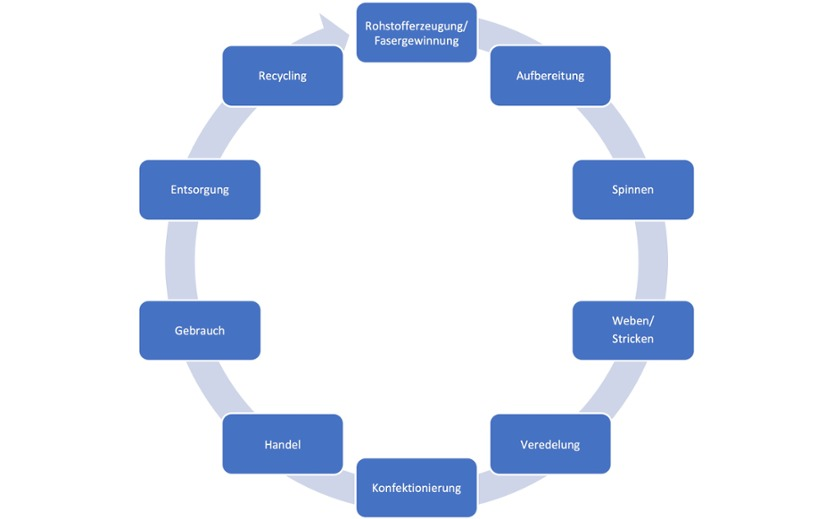 Rohstofferzeugung/
Fasergewinnung
Aufbereitung
Spinnen
Weben/
Stricken
Veredelung
Konfektionierung
Handel
Gebrauch
Entsorgung
Recycling